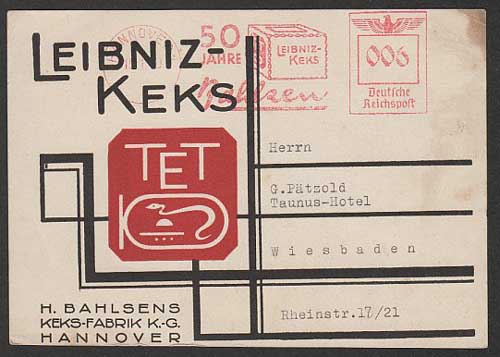 LEIBNIZ-
KEKS
HANNOVER
50
JAHRE
LEIBNIZ-
KEKS
Bahlsen
006
Deutsche
Reichspost
TET
Herrn
G.Pätzold
Taunus-Hotel
Wiesbaden
Rheinstr.17/21
H. BAHLSENS
KEKS-FABRIK K.-G.
HANNOVER